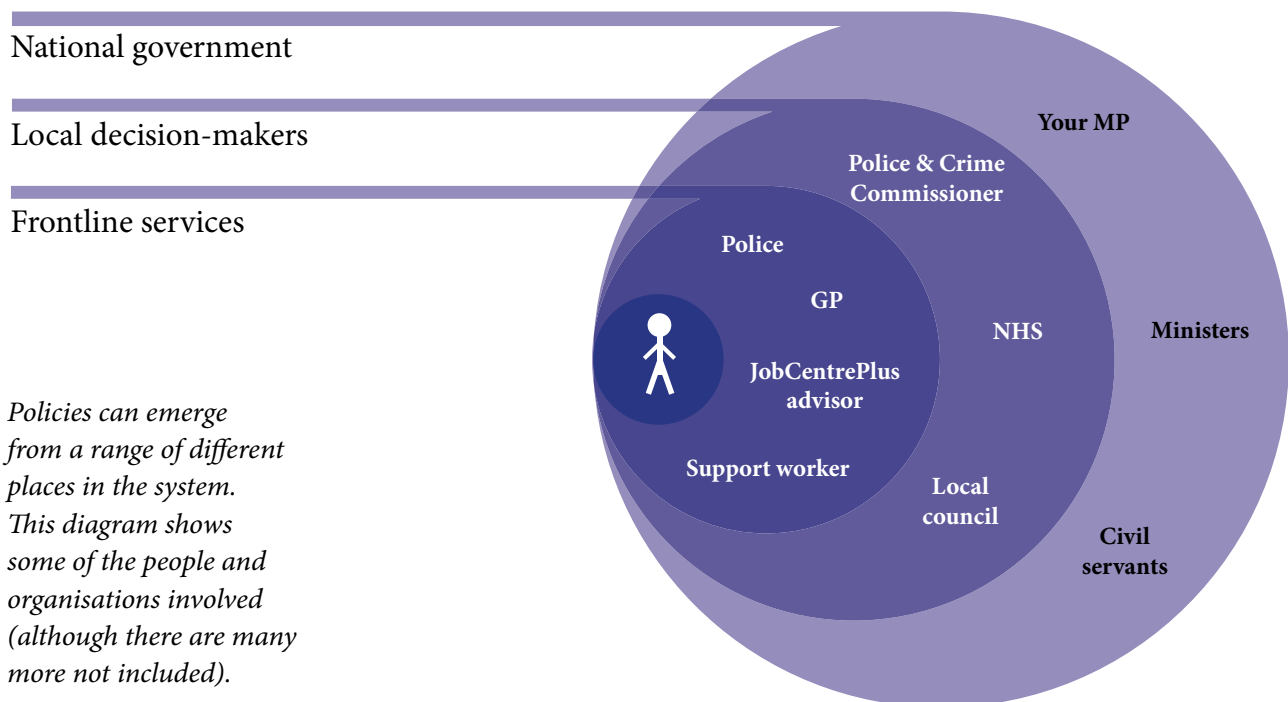 National government
Local decision-makers
Frontline services
Policies can emerge
from a range of different
places in the system.
This diagram shows
some of the people and
organisations involved
(although there are many
more not included).
Your MP
Police & Crime
Commissioner
Police
GP
NHS
Ministers
JobCentrePlus
advisor
Support worker
Local
council
Civil
servants